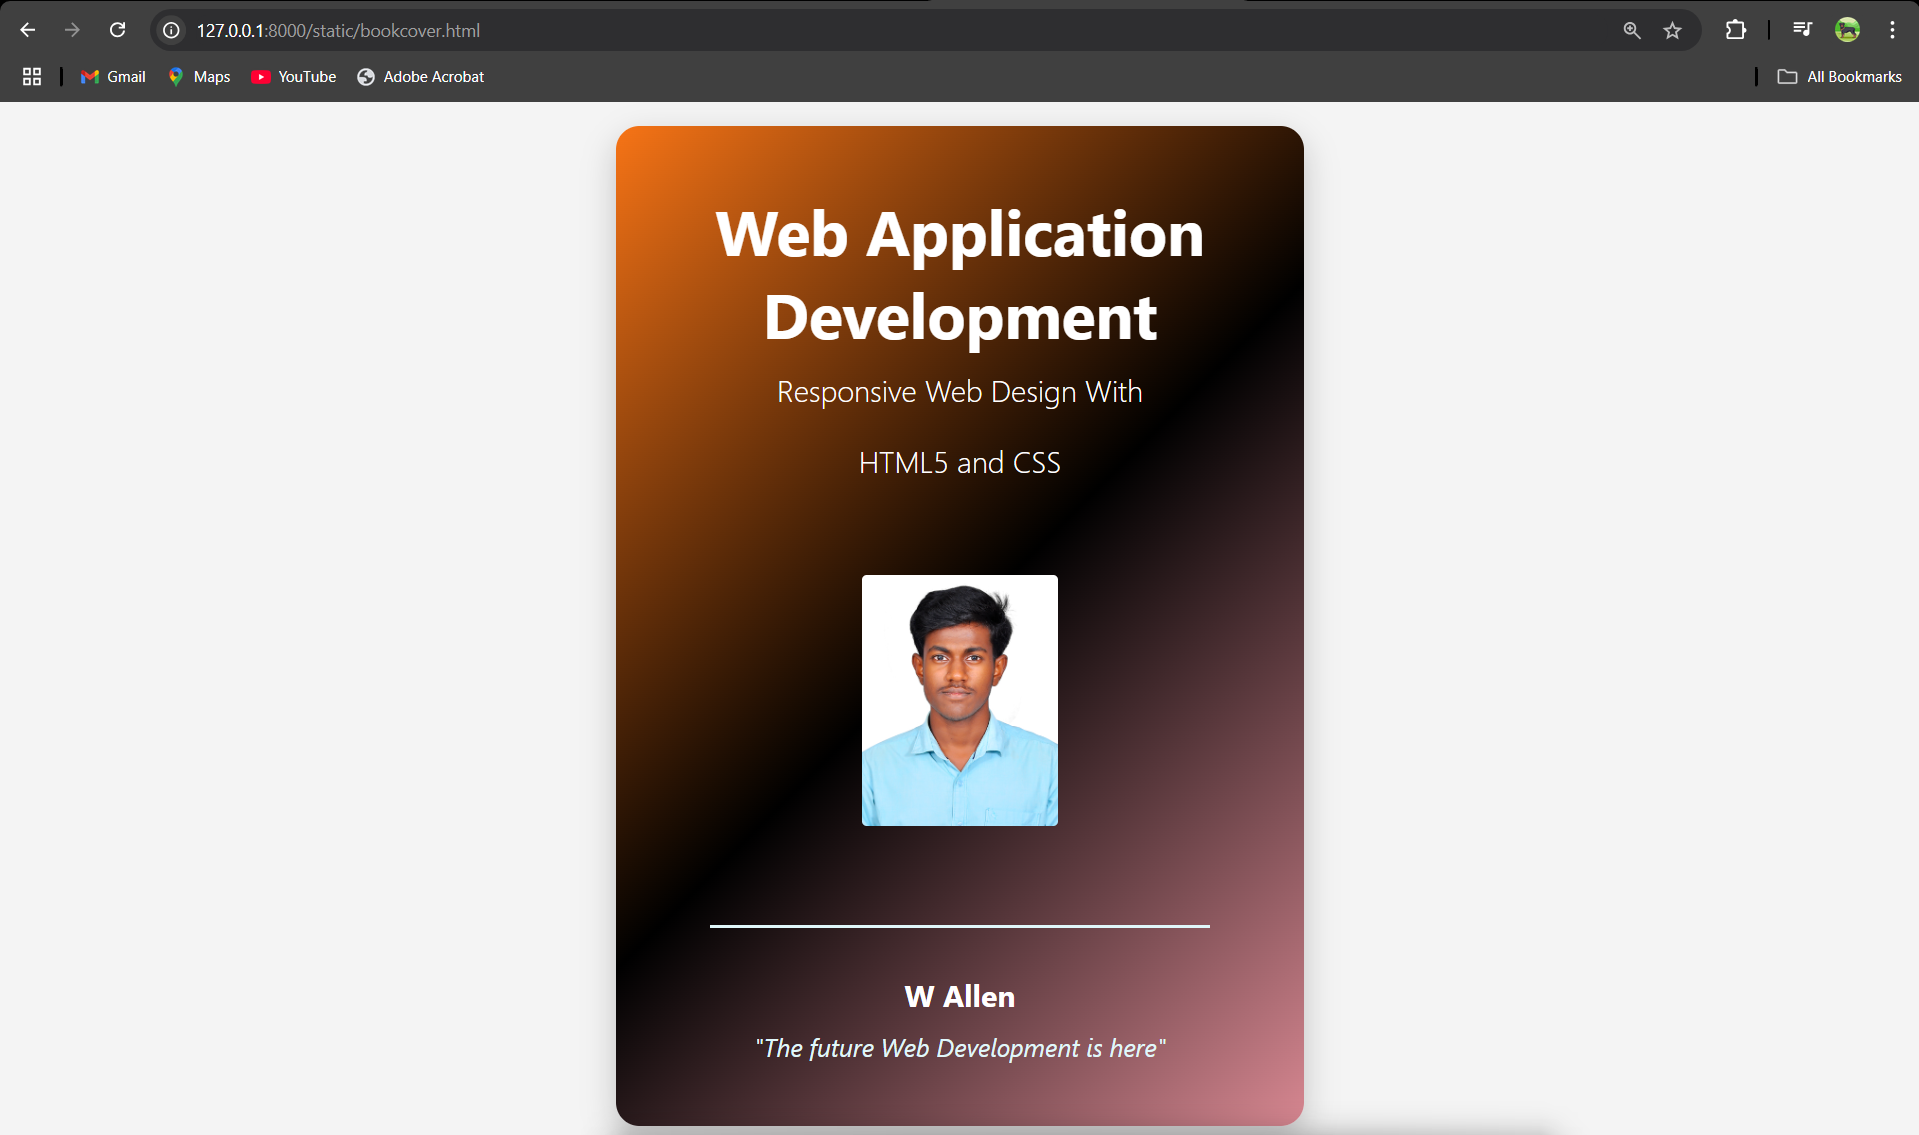 127.0.0.1:8000/static/bookcover.html
Gmail Maps YouTube Adobe Acrobat All Bookmarks
Web Application
Development
Responsive Web Design With
HTML5 and CSS
W Allen
"The future Web Development is here"